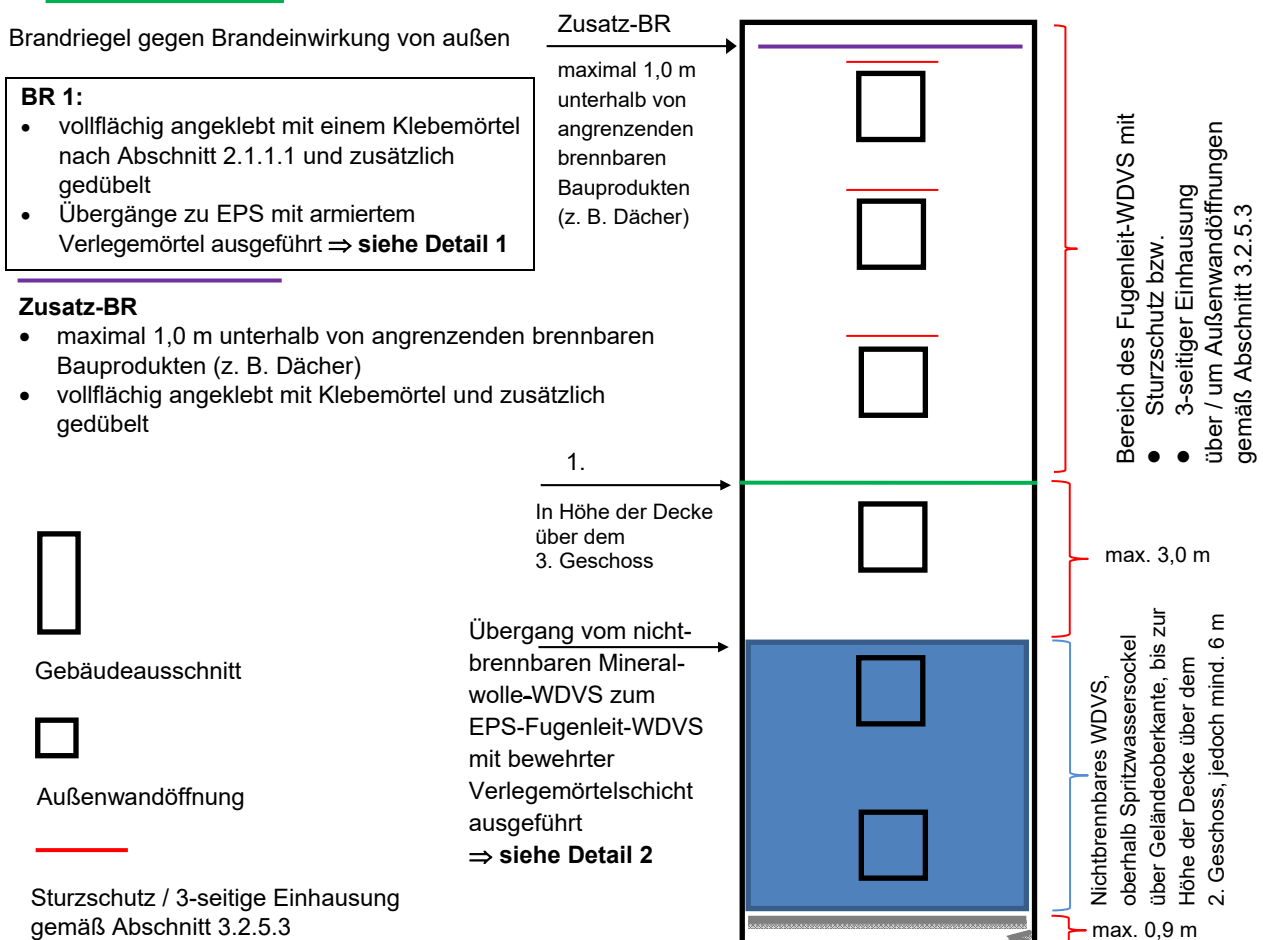 Brandriegel gegen Brandeinwirkung von außen
BR 1:
• vollflächig angeklebt mit einem Klebemörtel
nach Abschnitt 2.1.1.1 und zusätzlich
gedübelt
• Übergänge zu EPS mit armiertem
Verlegemörtel ausgeführt ⇒ siehe Detail 1
Zusatz-BR
• maximal 1,0 m unterhalb von angrenzenden brennbaren
Bauprodukten (z. B. Dächer)
• vollflächig angeklebt mit Klebemörtel und zusätzlich
gedübelt
Gebäudeausschnitt
Außenwandöffnung
Sturzschutz / 3-seitige Einhausung
gemäß Abschnitt 3.2.5.3
Zusatz-BR
maximal 1,0 m
unterhalb von
angrenzenden
brennbaren
Bauprodukten
(z. B. Dächer)
1.
In Höhe der Decke
über dem
3. Geschoss
Übergang vom nicht-
brennbaren Mineral-
wolle-WDVS zum
EPS-Fugenleit-WDVS
mit bewehrter
Verlegemörtelschicht
ausgeführt
⇒ siehe Detail 2
Bereich des Fugenleit-WDVS mit
• Sturzschutz bzw.
• 3-seitiger Einhausung
über / um Außenwandöffnungen
gemäß Abschnitt 3.2.5.3
max. 3,0 m
Nichtbrennbares WDVS,
oberhalb Spritzwassersockel
über Geländeoberkante, bis zur
Höhe der Decke über dem
2. Geschoss, jedoch mind. 6 m
max. 0,9 m